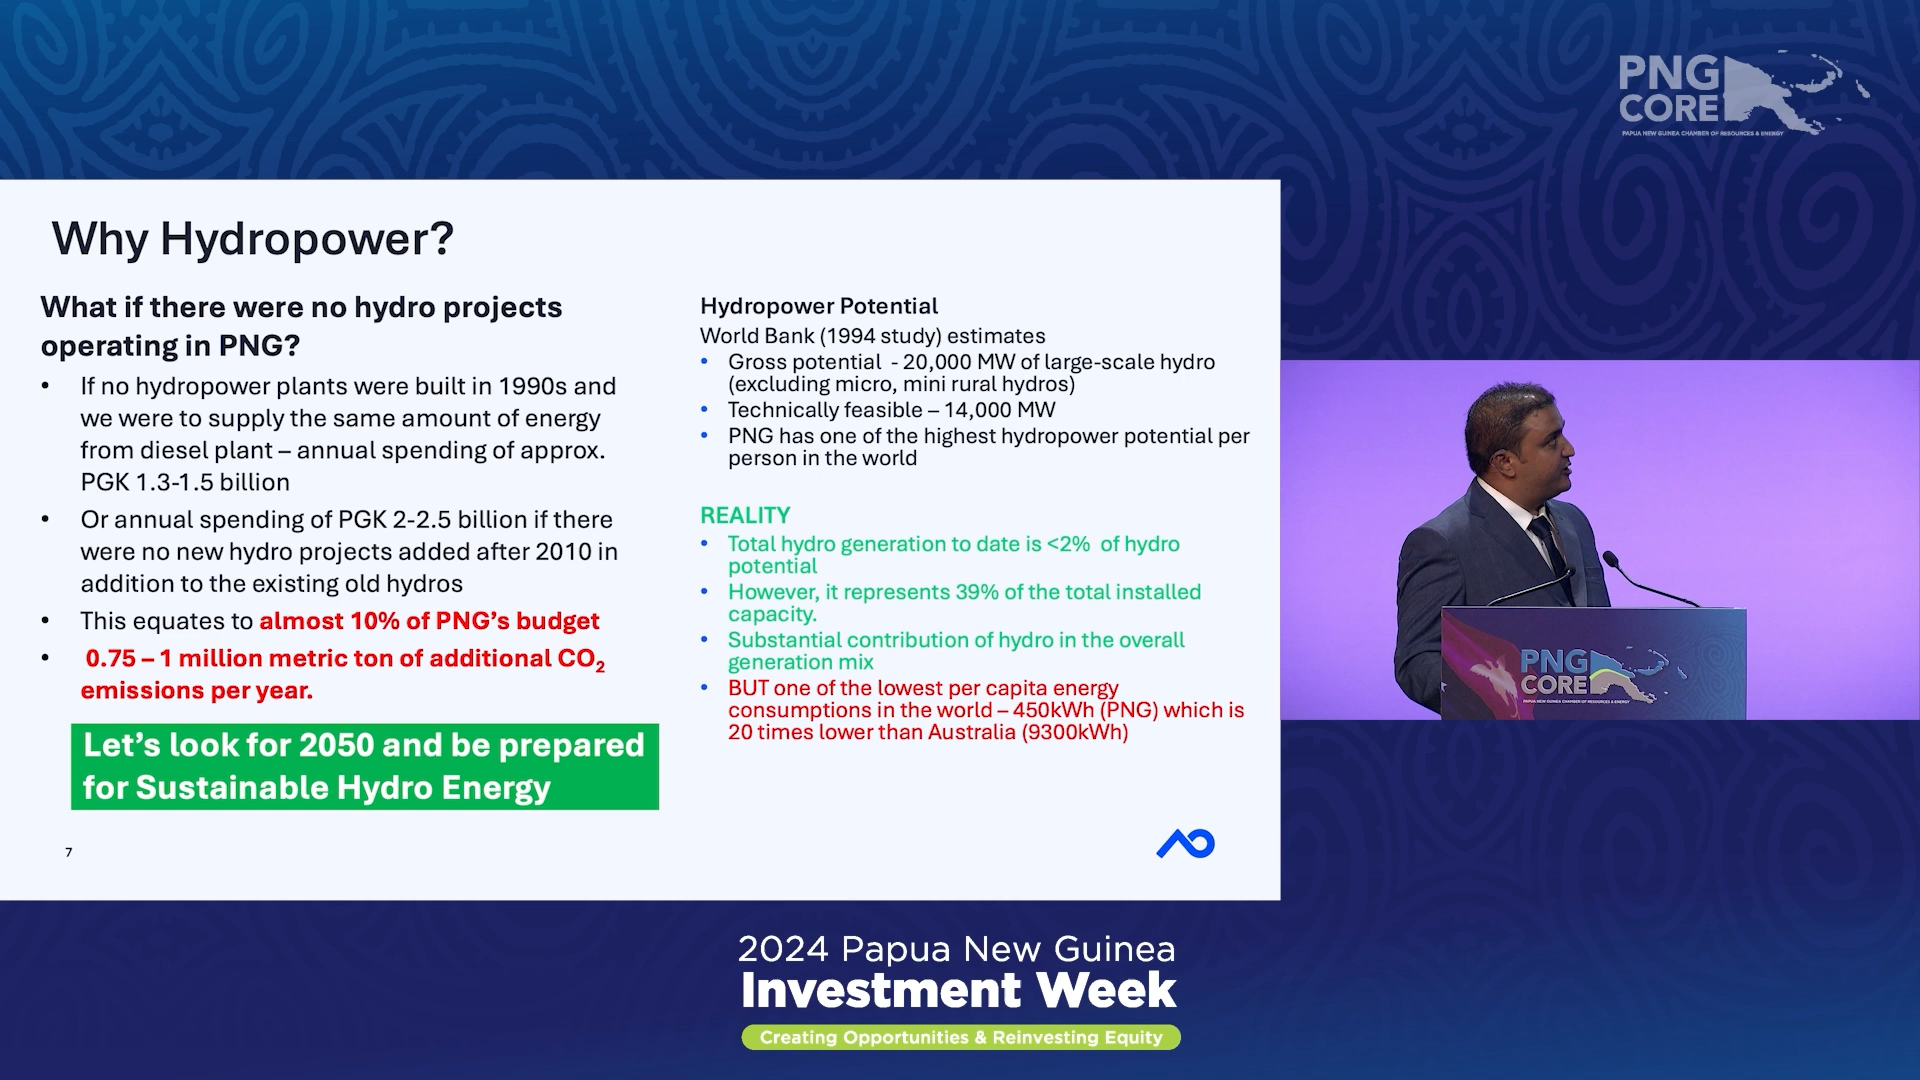 PNG
CORE
PAPUA NEW GUINEA CHAMBER OF RESOURCES & ENERGY
Why Hydropower?
What if there were no hydro projects
operating in PNG?
• If no hydropower plants were built in 1990s and
we were to supply the same amount of energy
from diesel plant – annual spending of approx.
PGK 1.3-1.5 billion
• Or annual spending of PGK 2-2.5 billion if there
were no new hydro projects added after 2010 in
addition to the existing old hydros
• This equates to almost 10% of PNG’s budget
• 0.75 – 1 million metric ton of additional CO₂
emissions per year.
Let’s look for 2050 and be prepared
for Sustainable Hydro Energy
7
Hydropower Potential
World Bank (1994 study) estimates
• Gross potential - 20,000 MW of large-scale hydro
(excluding micro, mini rural hydros)
• Technically feasible – 14,000 MW
• PNG has one of the highest hydropower potential per
person in the world
REALITY
• Total hydro generation to date is <2% of hydro
potential
• However, it represents 39% of the total installed
capacity.
• Substantial contribution of hydro in the overall
generation mix
• BUT one of the lowest per capita energy
consumptions in the world – 450kWh (PNG) which is
20 times lower than Australia (9300kWh)
PNG
CORE
PAPUA NEW GUINEA CHAMBER OF RESOURCES & ENERGY
2024 Papua New Guinea
Investment Week
Creating Opportunities & Reinvesting Equity